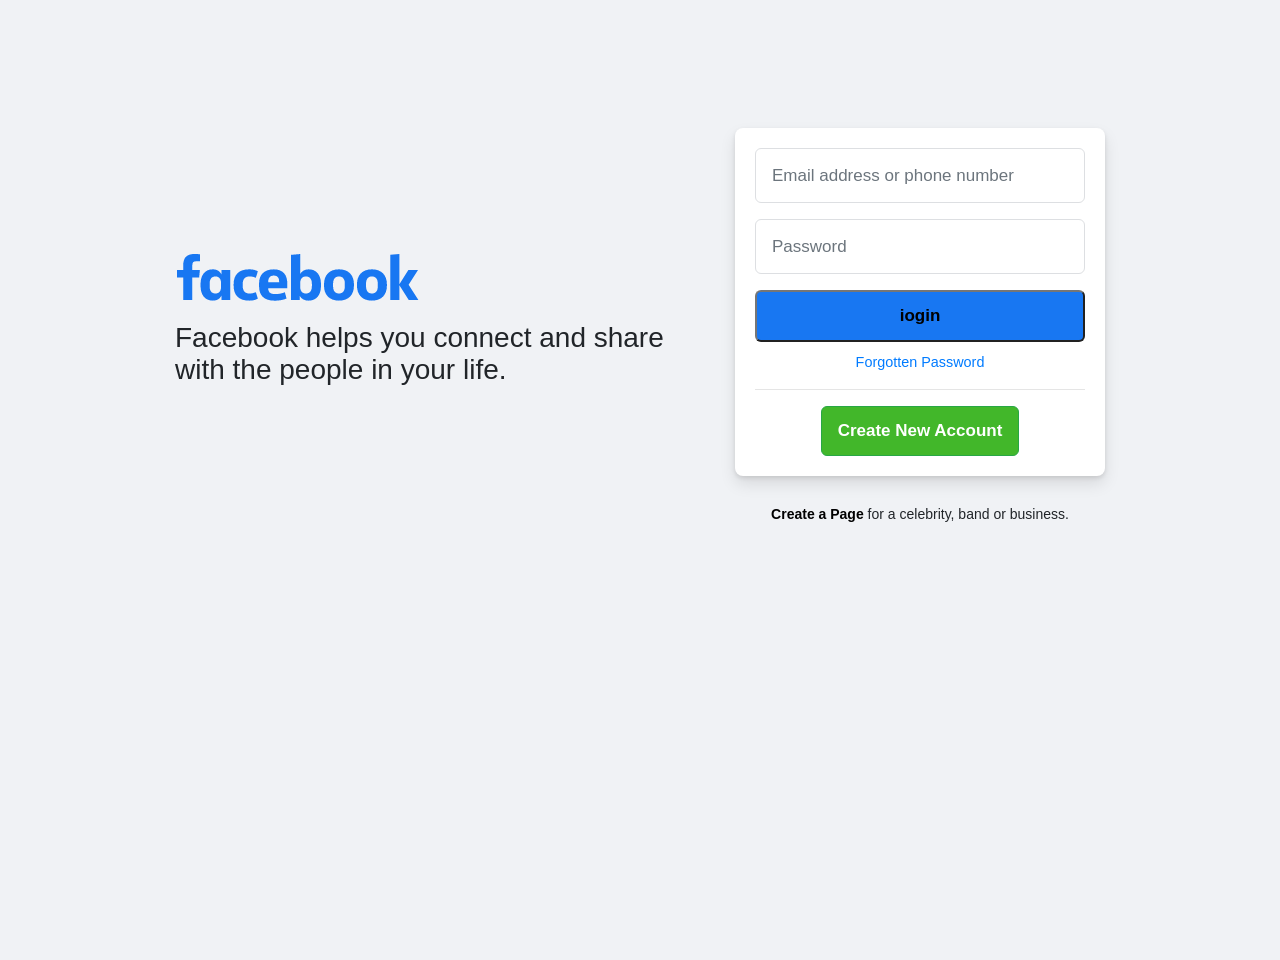 facebook
Facebook helps you connect and share
with the people in your life.
Email address or phone number
Password
iogin
Forgotten Password
Create New Account
Create a Page for a celebrity, band or business.